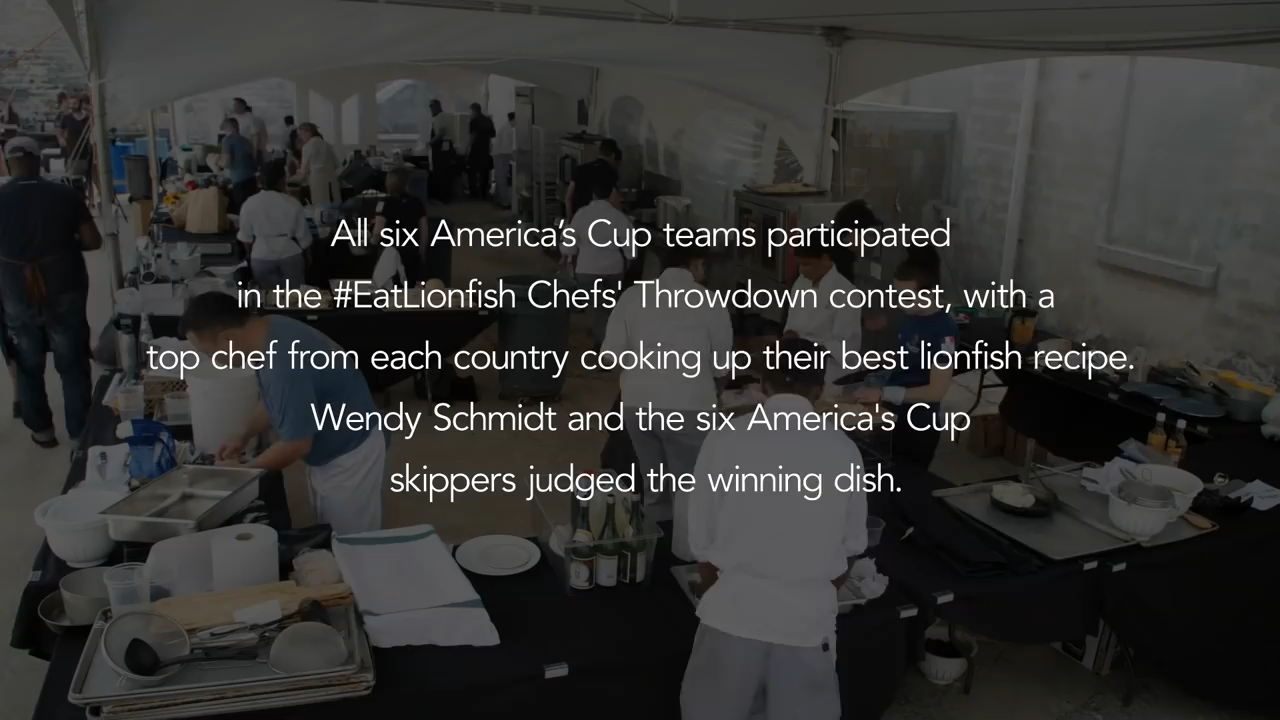 All six America’s Cup teams participated
in the #EatLionfish Chefs' Throwdown contest, with a
top chef from each country cooking up their best lionfish recipe.
Wendy Schmidt and the six America's Cup
skippers judged the winning dish.